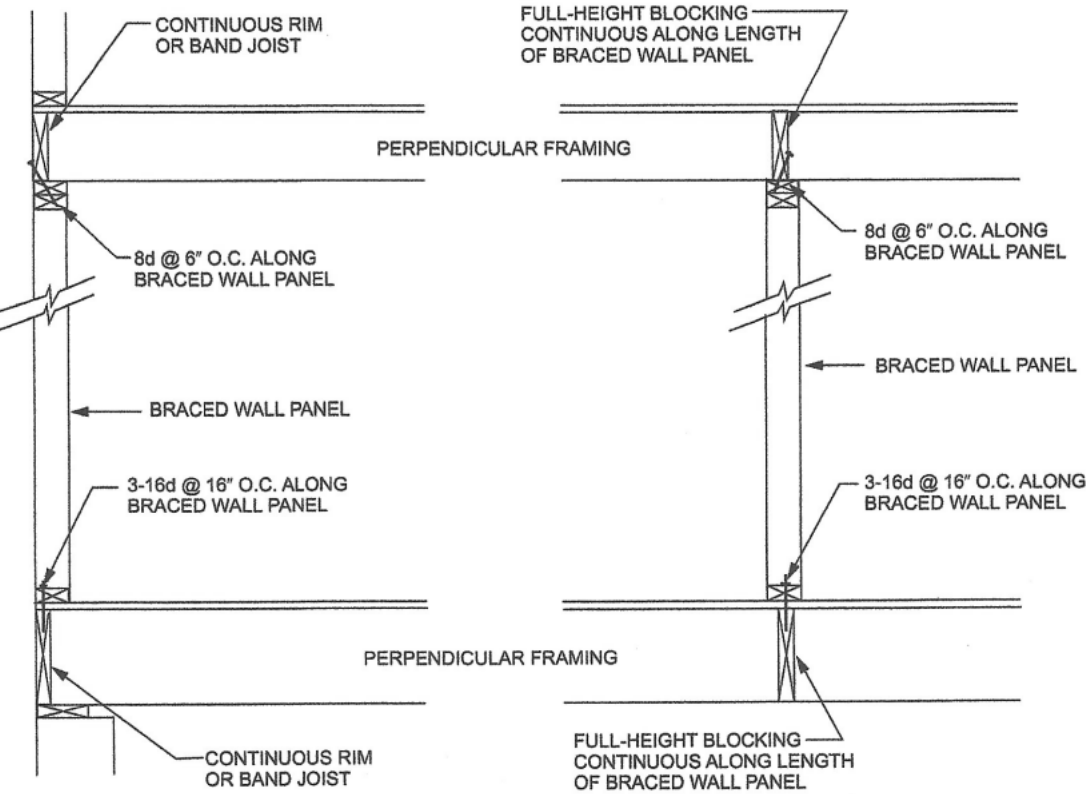 CONTINUOUS RIM
OR BAND JOIST
FULL-HEIGHT BLOCKING
CONTINUOUS ALONG LENGTH
OF BRACED WALL PANEL
PERPENDICULAR FRAMING
8d @ 6" O.C. ALONG
BRACED WALL PANEL
8d @ 6" O.C. ALONG
BRACED WALL PANEL
BRACED WALL PANEL
BRACED WALL PANEL
3-16d @ 16" O.C. ALONG
BRACED WALL PANEL
3-16d @ 16" O.C. ALONG
BRACED WALL PANEL
PERPENDICULAR FRAMING
CONTINUOUS RIM
OR BAND JOIST
FULL-HEIGHT BLOCKING
CONTINUOUS ALONG LENGTH
OF BRACED WALL PANEL